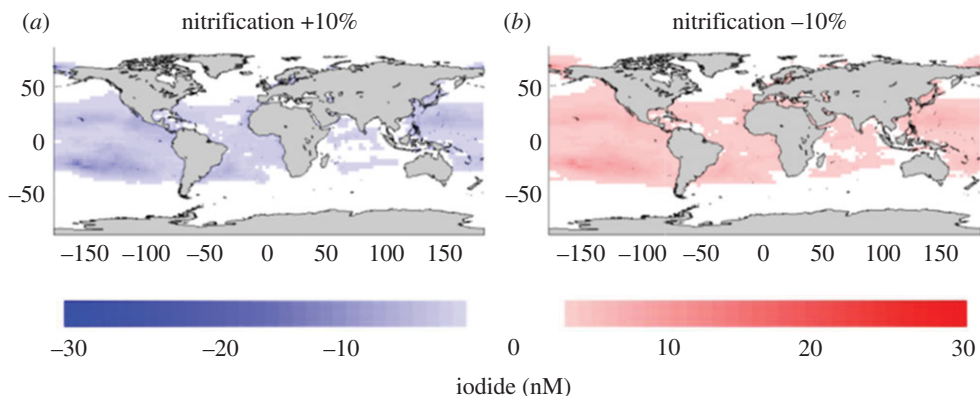 (a) nitrification +10%
(b) nitrification –10%
50
0
–50
–150 –100 –50 0 50 100 150
50
0
–50
–150 –100 –50 0 50 100 150
–30 –20 –10 0 10 20 30
iodide (nM)